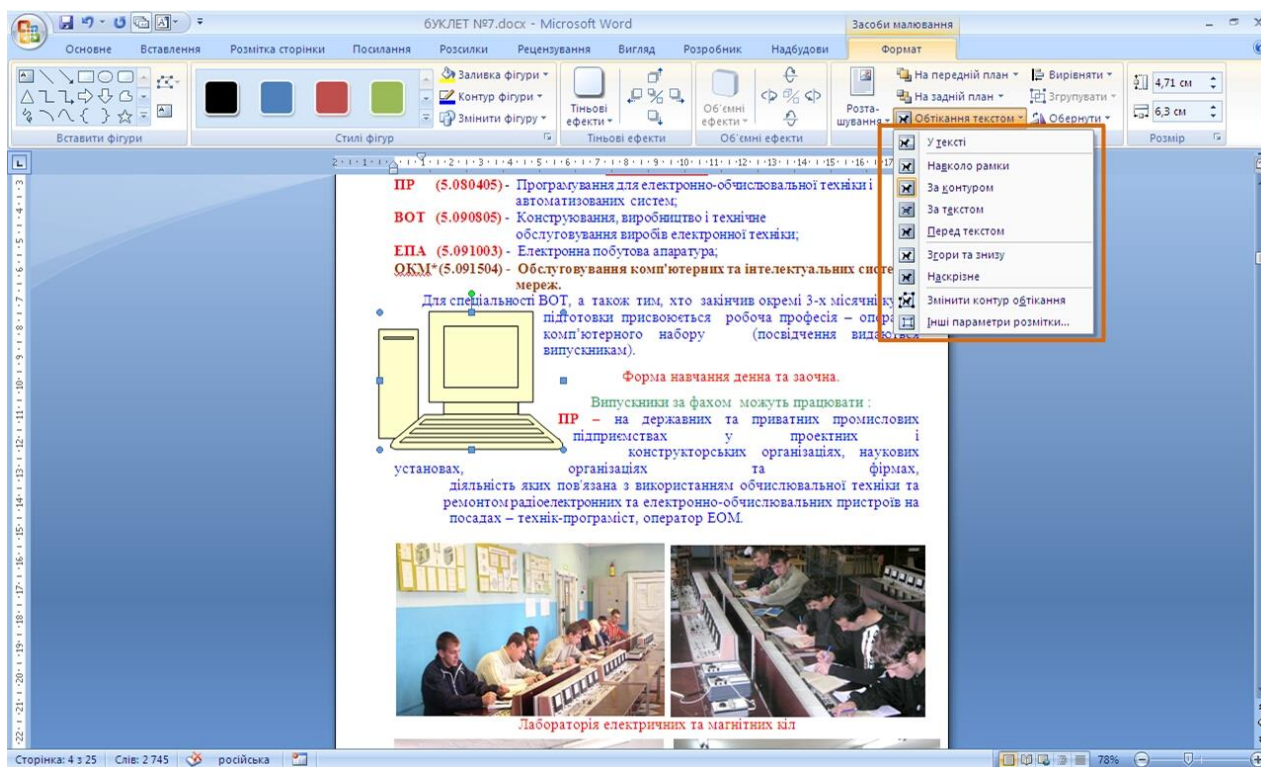 бУКЛЕТ №7.docx - Microsoft Word
Засоби малювання
Основне Вставлення Розмітка сторінки Посилання Розсилки Рецензування Вигляд Розробник Надбудови Формат
Заливка фігури
Контур фігури
Змінити фігуру
Тіньові ефекти
Об'ємні ефекти
Розта-шування
На передній план
На задній план
Обтікання текстом
Вирівняти
Згрупувати
Обернути
4,71 см
6,3 см
Вставити фігури Стилі фігур Тіньові ефекти Об'ємні ефекти Розмір
У тексті
Навколо рамки
За контуром
За текстом
Перед текстом
Згори та знизу
Наскрізне
Змінити контур обтікання
Інші параметри розмітки...
ПР (5.080405) - Програмування для електронно-обчислювальної техніки і
автоматизованих систем;
ВОТ (5.090805) - Конструювання, виробництво і технічне
обслуговування виробів електронної техніки;
ЕПА (5.091003) - Електронна побутова апаратура;
ОКМ*(5.091504) - Обслуговування комп'ютерних та інтелектуальних
мереж.
Для спеціальності ВОТ, а також тим, хто закінчив окремі 3-х місячні
підготовки присвоюється робоча професія –
комп'ютерного набору (посвідчення видаються
випускникам).
Форма навчання денна та заочна.
Випускники за фахом можуть працювати :
ПР – на державних та приватних промислових
підприємствах у проектних і
конструкторських організаціях, наукових
установах, організаціях та фірмах,
діяльність яких пов'язана з використанням обчислювальної техніки та
ремонтом радіоелектронних та електронно-обчислювальних пристроїв на
посадах – технік-програміст, оператор ЕОМ.
Лабораторія електричних та магнітних кіл
Сторінка: 4 з 25 Слів: 2 745 російська 78%